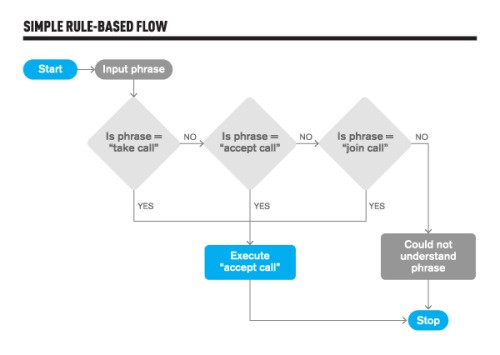 SIMPLE RULE-BASED FLOW
Start
Input phrase
Is phrase =
“take call”
NO
Is phrase =
“accept call”
NO
Is phrase =
“join call”
NO
YES
YES
YES
Execute
“accept call”
Could not
understand
phrase
Stop